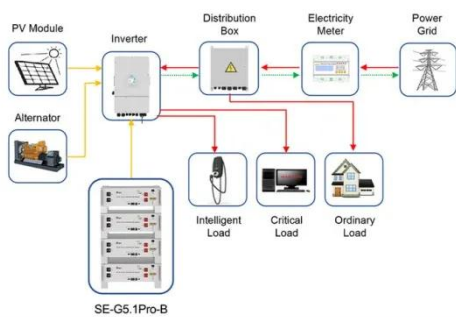 PV Module
Inverter
Distribution
Box
Electricity
Meter
Power
Grid
Alternator
Intelligent
Load
Critical
Load
Ordinary
Load
SE-G5.1Pro-B